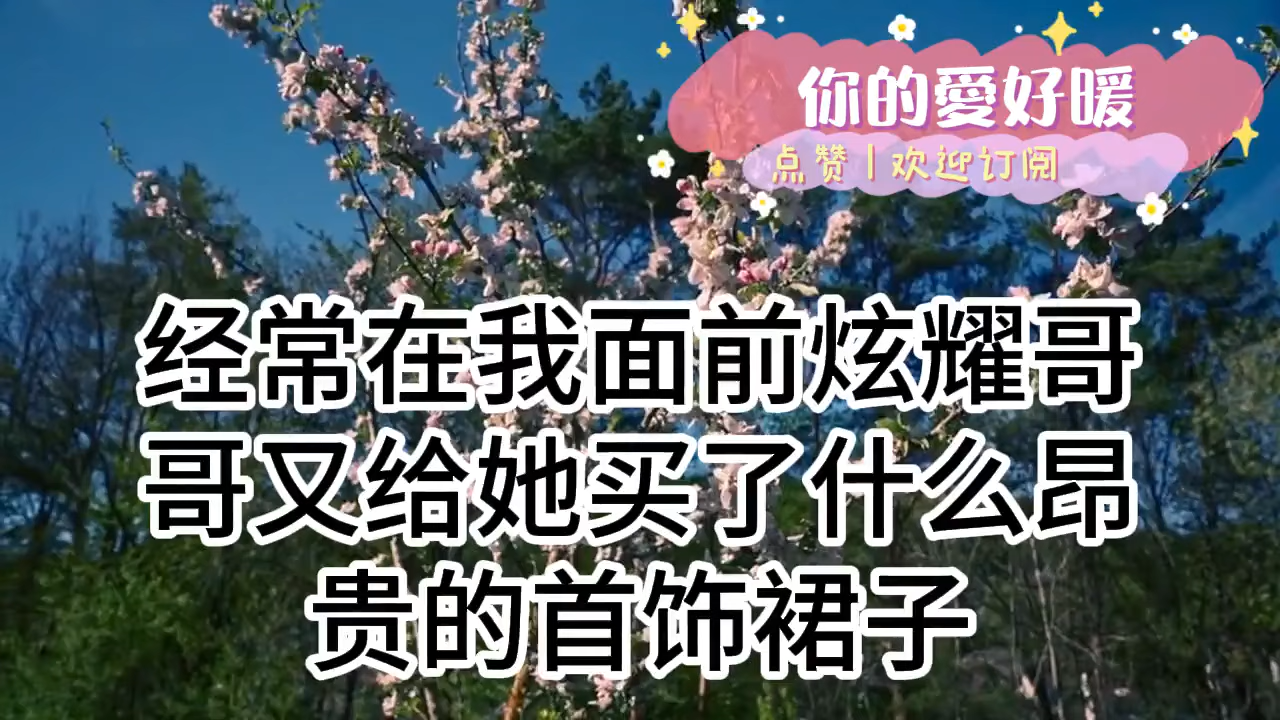 你的愛好暖
点赞 | 欢迎订阅
经常在我面前炫耀哥
哥又给她买了什么昂
贵的首饰裙子